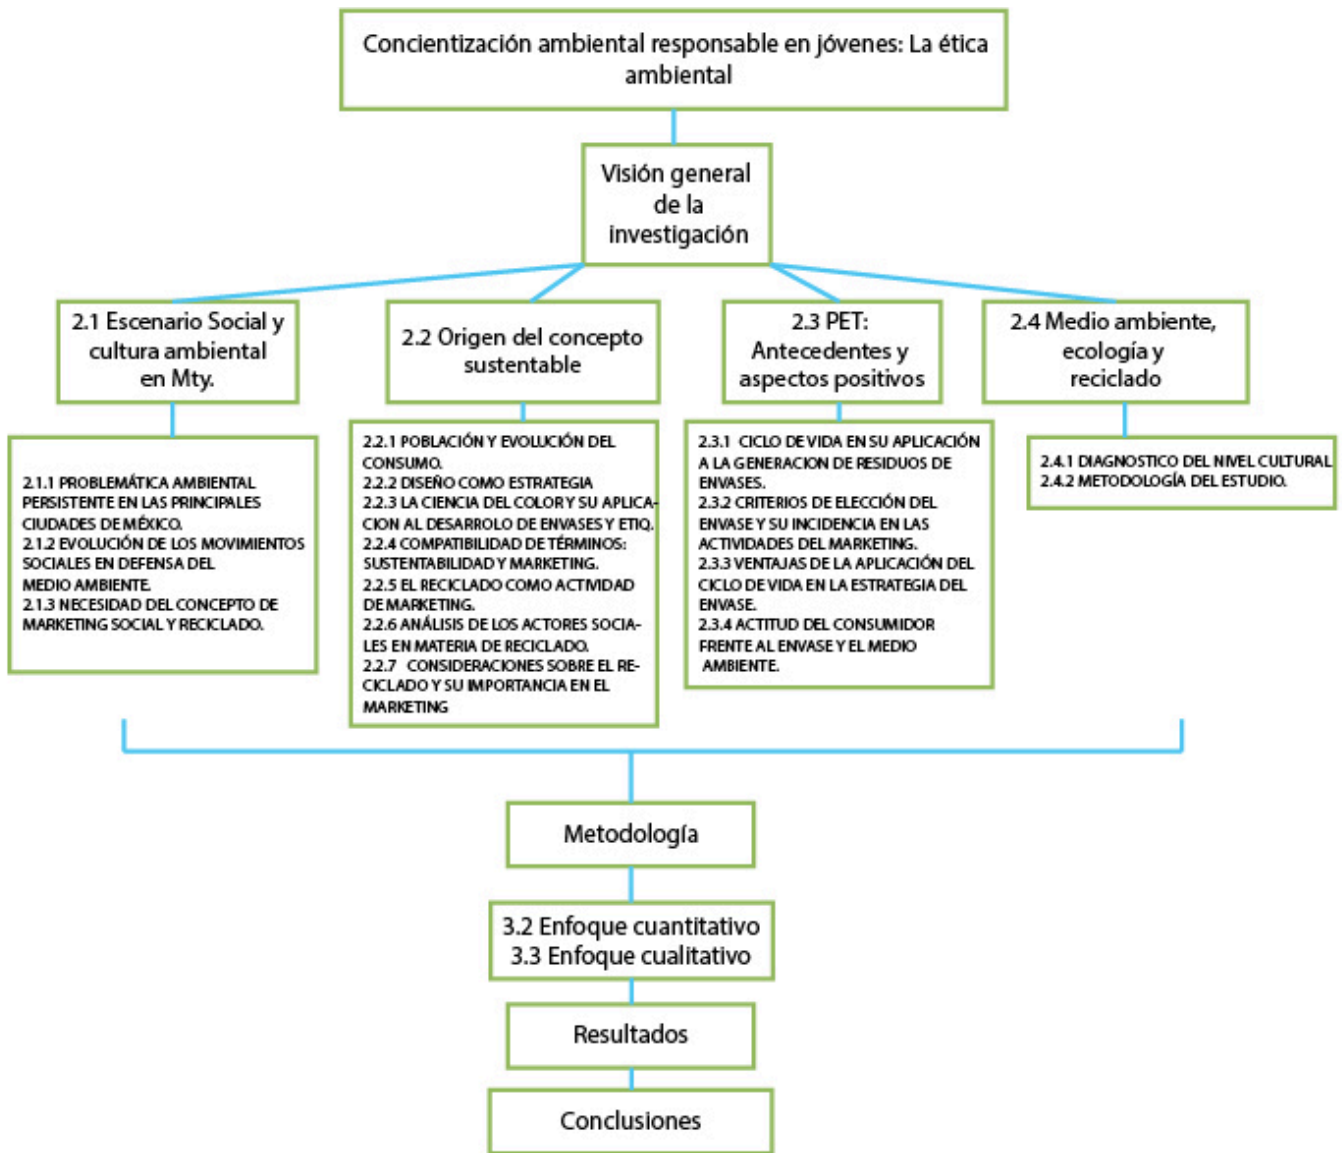 Concientización ambiental responsable en jóvenes: La ética
ambiental
Visión general
de la
investigación
2.1 Escenario Social y
cultura ambiental
en Mty.
2.2 Origen del concepto
sustentable
2.3 PET:
Antecedentes y
aspectos positivos
2.4 Medio ambiente,
ecología y
reciclado
2.1.1 PROBLEMÁTICA AMBIENTAL
PERSISTENTE EN LAS PRINCIPALES
CIUDADES DE MÉXICO.
2.1.2 EVOLUCIÓN DE LOS MOVIMIENTOS
SOCIALES EN DEFENSA DEL
MEDIO AMBIENTE.
2.1.3 NECESIDAD DEL CONCEPTO DE
MARKETING SOCIAL Y RECICLADO.
2.2.1 POBLACIÓN Y EVOLUCIÓN DEL
CONSUMO.
2.2.2 DISEÑO COMO ESTRATEGIA
2.2.3 LA CIENCIA DEL COLOR Y SU APLICA-
CION AL DESARROLO DE ENVASES Y ETIQ.
2.2.4 COMPATIBILIDAD DE TÉRMINOS:
SUSTENTABILIDAD Y MARKETING.
2.2.5 EL RECICLADO COMO ACTIVIDAD
DE MARKETING.
2.2.6 ANÁLISIS DE LOS ACTORES SOCIA-
LES EN MATERIA DE RECICLADO.
2.2.7 CONSIDERACIONES SOBRE EL RE-
CICLADO Y SU IMPORTANCIA EN EL
MARKETING
2.3.1 CICLO DE VIDA EN SU APLICACIÓN
A LA GENERACION DE RESIDUOS DE
ENVASES.
2.3.2 CRITERIOS DE ELECCIÓN DEL
ENVASE Y SU INCIDENCIA EN LAS
ACTIVIDADES DEL MARKETING.
2.3.3 VENTAJAS DE LA APLICACIÓN DEL
CICLO DE VIDA EN LA ESTRATEGIA DEL
ENVASE.
2.3.4 ACTITUD DEL CONSUMIDOR
FRENTE AL ENVASE Y EL MEDIO
AMBIENTE.
2.4.1 DIAGNOSTICO DEL NIVEL CULTURAL
2.4.2 METODOLOGÍA DEL ESTUDIO.
Metodología
3.2 Enfoque cuantitativo
3.3 Enfoque cualitativo
Resultados
Conclusiones